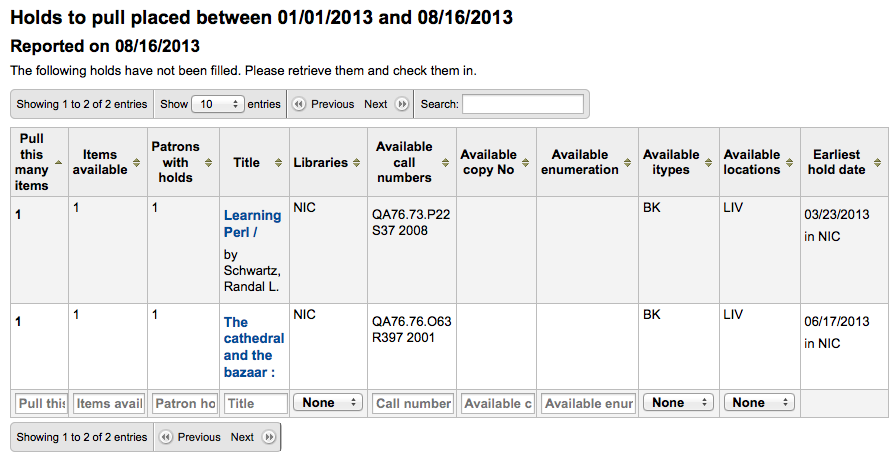 Holds to pull placed between 01/01/2013 and 08/16/2013
Reported on 08/16/2013
The following holds have not been filled. Please retrieve them and check them in.
Showing 1 to 2 of 2 entries Show 10 entries Previous Next Search:
Pull this many items
Items available
Patrons with holds
Title
Libraries
Available call numbers
Available copy No
Available enumeration
Available itypes
Available locations
Earliest hold date
1
1
1
Learning
Perl /
by
Schwartz,
Randal L.
NIC
QA76.73.P22
S37 2008
BK
LIV
03/23/2013
in NIC
1
1
1
The
cathedral
and the
bazaar :
NIC
QA76.76.O63
R397 2001
BK
LIV
06/17/2013
in NIC
Pull this Items avail Patron ho Title None Call number Available c Available enur None None
Showing 1 to 2 of 2 entries Previous Next